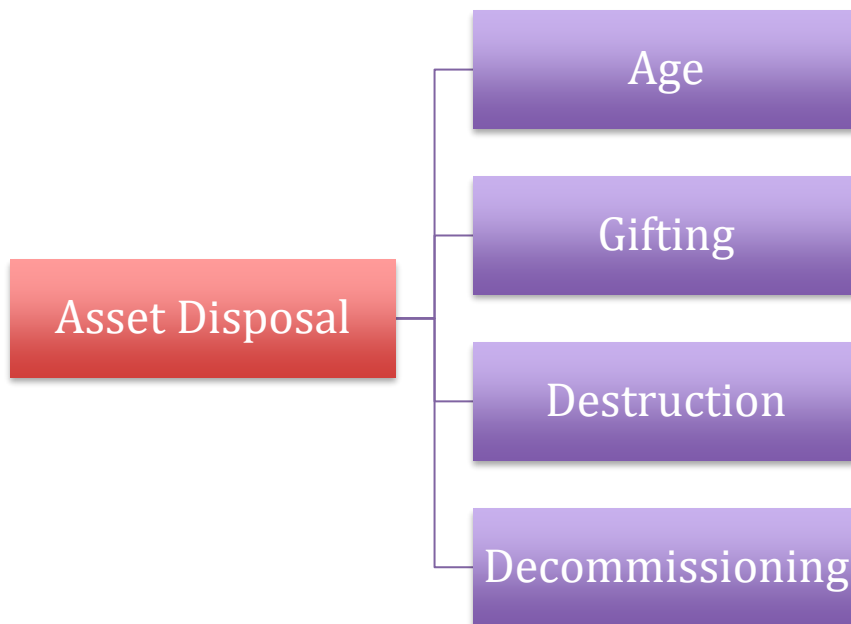 Age
Gifting
Asset Disposal
Destruction
Decommissioning